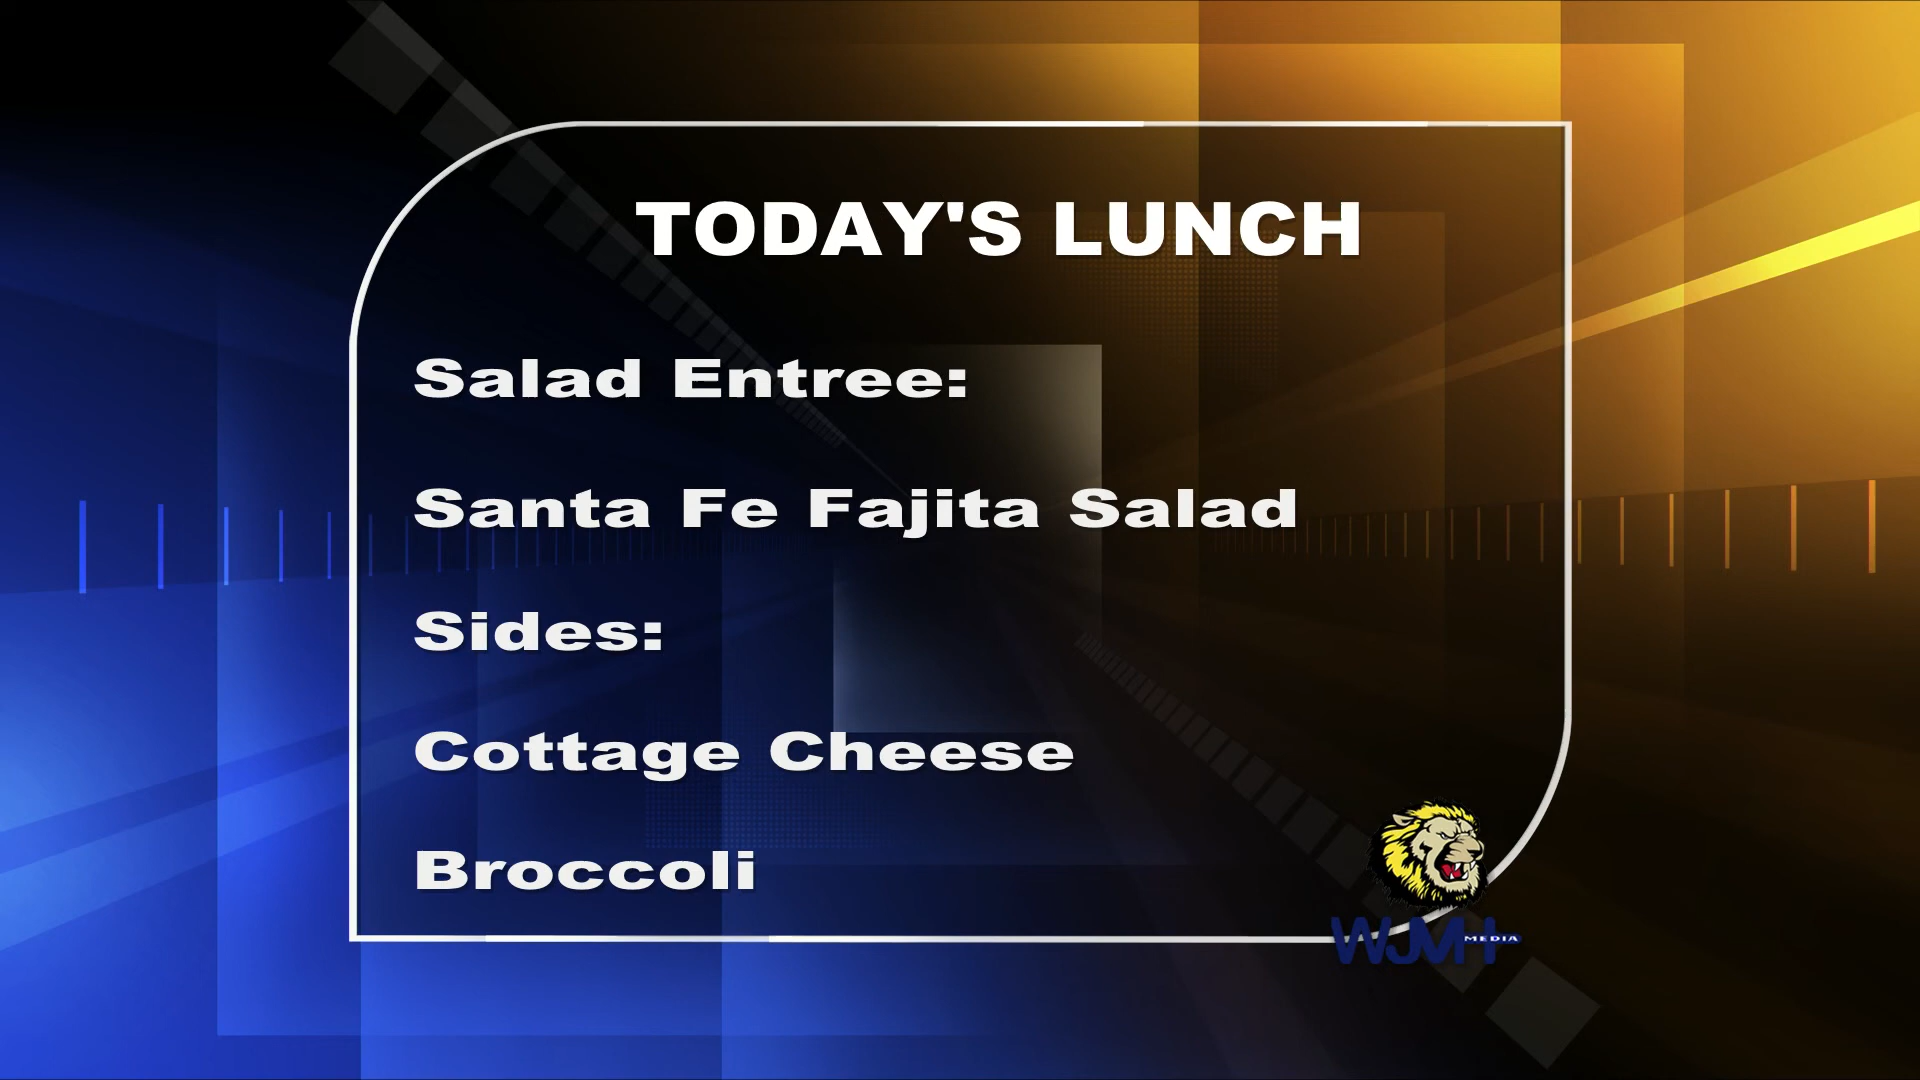 TODAY'S LUNCH
Salad Entree:
Santa Fe Fajita Salad
Sides:
Cottage Cheese
Broccoli
WJMH MEDIA